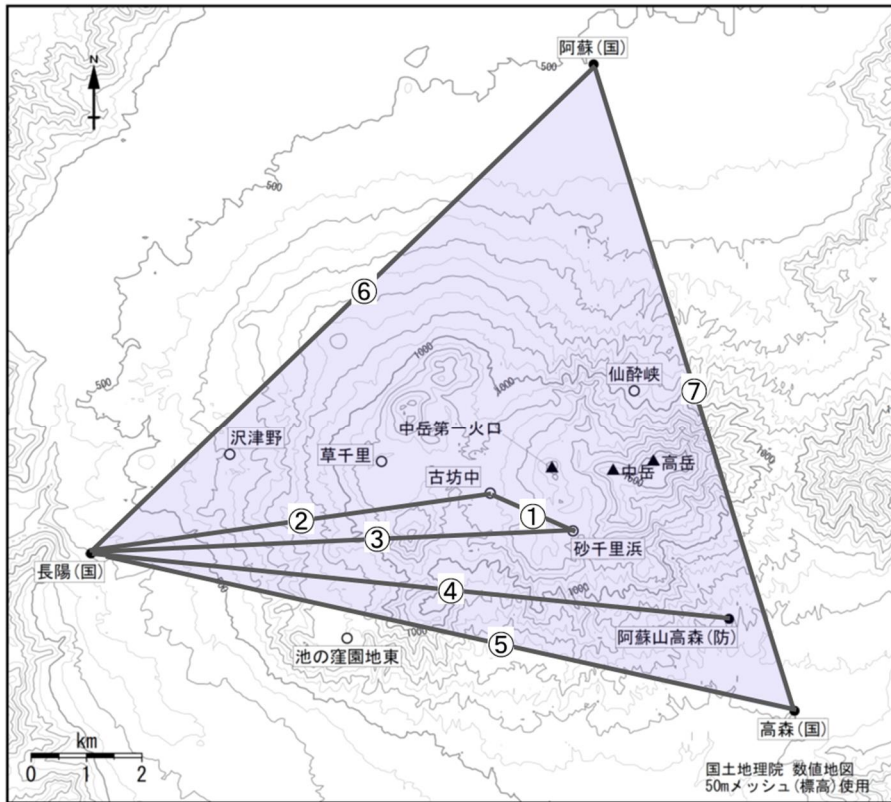 阿蘇(国)
N
500
500
⑥
1000
1000
500
仙酔峡
⑦
中岳第一火口
沢津野
草千里
1000
中岳
高岳
古坊中
②
①
③
砂千里浜
長陽(国)
④
1000
阿蘇山高森(防)
⑤
1000
池の窪園地東
高森(国)
km
0 1 2
国土地理院 数値地図
50mメッシュ(標高)使用